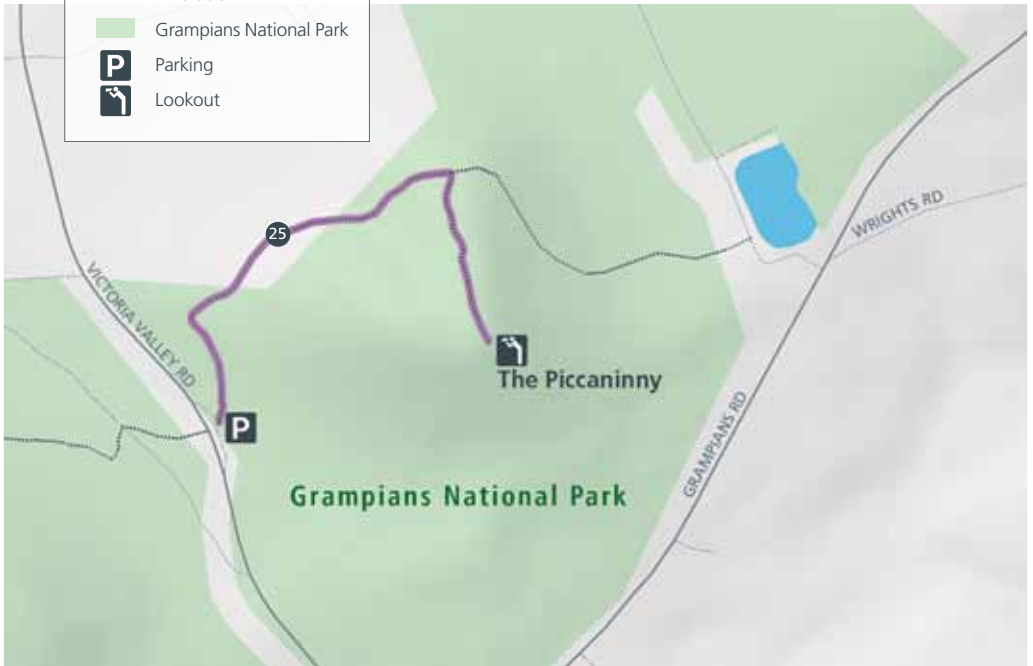 Grampians National Park
P Parking
Lookout
25
VICTORIA VALLEY RD
WRIGHTS RD
The Piccaninny
P
GRAMPIANS RD
Grampians National Park